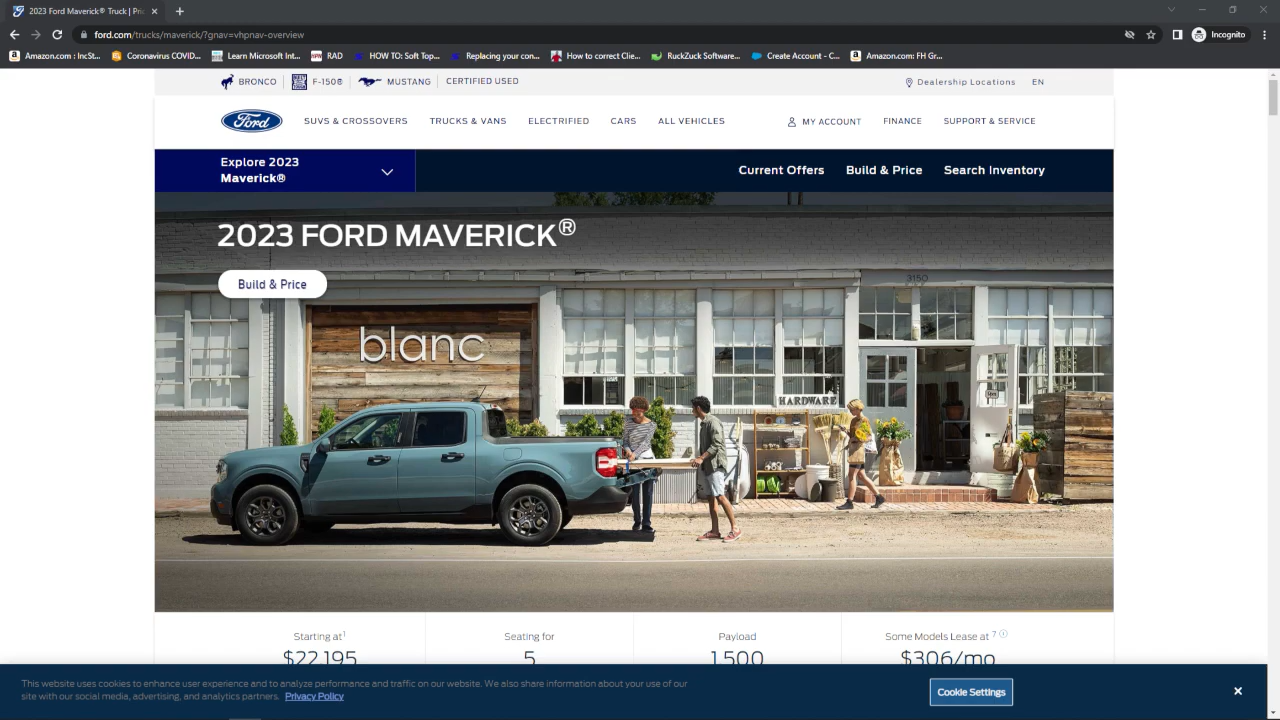 2023 Ford Maverick® Truck | Pric
ford.com/trucks/maverick/?gnav=vhpnav-overview
Incognito
Amazon.com : IncSt...
Coronavirus COVID...
Learn Microsoft Int...
RAD
HOW TO: Soft Top...
Replacing your con...
How to correct Clie...
RuckZuck Software...
Create Account - C...
Amazon.com: FH Gr...
BRONCO
F-150®
MUSTANG
CERTIFIED USED
Dealership Locations
EN
Ford
SUVS & CROSSOVERS
TRUCKS & VANS
ELECTRIFIED
CARS
ALL VEHICLES
MY ACCOUNT
FINANCE
SUPPORT & SERVICE
Explore 2023
Maverick®
Current Offers
Build & Price
Search Inventory
2023 FORD MAVERICK®
Build & Price
3150
blanc
HARDWARE
Starting at1
Seating for
Payload
Some Models Lease at 7
$22,195
5
1,500
$306/mo
This website uses cookies to enhance user experience and to analyze performance and traffic on our website. We also share information about your use of our
site with our social media, advertising, and analytics partners. Privacy Policy
Cookie Settings